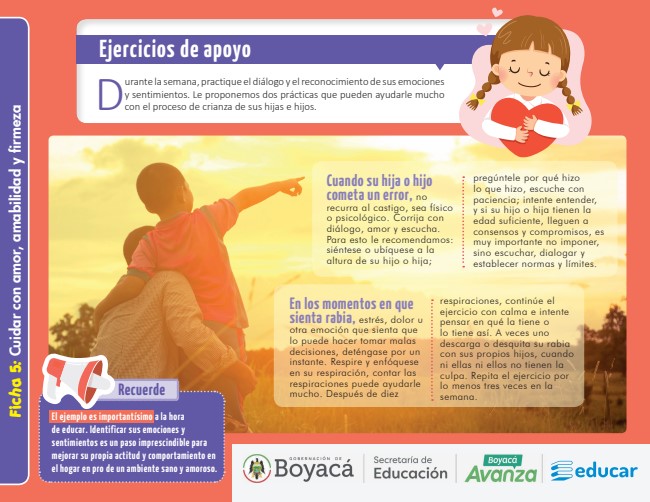 Ficha 5: Cuidar con amor, amabilidad y firmeza
Ejercicios de apoyo
Durante la semana, practique el diálogo y el reconocimiento de sus emociones
y sentimientos. Le proponemos dos prácticas que pueden ayudarle mucho
con el proceso de crianza de sus hijas e hijos.
Cuando su hija o hijo
cometa un error, no
recurra al castigo, sea físico
o psicológico. Corrija con
diálogo, amor y escucha.
Para esto le recomendamos:
siéntese o ubíquese a la
altura de su hijo o hija;
pregúntele por qué hizo
lo que hizo, escuche con
paciencia; intente entender,
y si su hijo o hija tienen la
edad suficiente, lleguen a
consensos y compromisos, es
muy importante no imponer,
sino escuchar, dialogar y
establecer normas y límites.
En los momentos en que
sienta rabia, estrés, dolor u
otra emoción que sienta que
lo puede hacer tomar malas
decisiones, deténgase por un
instante. Respire y enfóquese
en su respiración, contar las
respiraciones puede ayudarle
mucho. Después de diez
respiraciones, continúe el
ejercicio con calma e intente
pensar en qué la tiene o
lo tiene así. A veces uno
descarga o desquita su rabia
con sus propios hijos, cuando
ni ellas ni ellos no tienen la
culpa. Repita el ejercicio por
lo menos tres veces en la
semana.
Recuerde
El ejemplo es importantísimo a la hora
de educar. Identificar sus emociones y
sentimientos es un paso imprescindible para
mejorar su propia actitud y comportamiento en
el hogar en pro de un ambiente sano y amoroso.
GOBERNACIÓN DE
Boyacá
Secretaría de
Educación
Boyacá
Avanza
educar